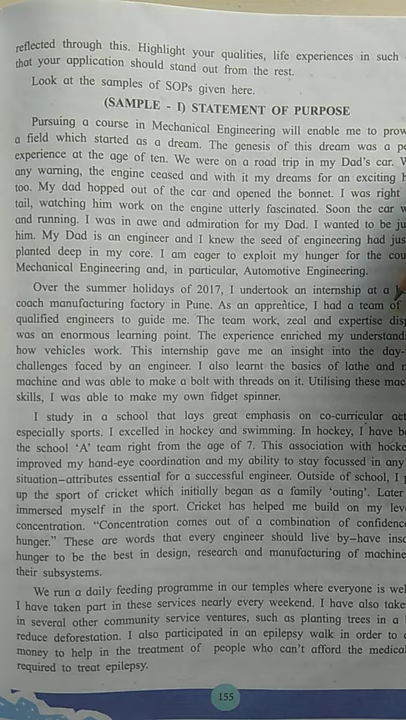 reflected through this. Highlight your qualities, life experiences in such
that your application should stand out from the rest.
Look at the samples of SOPs given here.
(SAMPLE - I) STATEMENT OF PURPOSE
Pursuing a course in Mechanical Engineering will enable me to
a field which started as a dream. The genesis of this dream was a
experience at the age of ten. We were on a road trip in my Dad's car.
any warning, the engine ceased and with it my dreams for an exciting
too. My dad hopped out of the car and opened the bonnet. I was right
tail, watching him work on the engine utterly fascinated. Soon the car
and running. I was in awe and admiration for my Dad. I wanted to be
him. My Dad is an engineer and I knew the seed of engineering had
planted deep in my core. I am eager to exploit my hunger for the
Mechanical Engineering and, in particular, Automotive Engineering.
Over the summer holidays of 2017, I undertook an internship at a
coach manufacturing factory in Pune. As an apprentice, I had a team of
qualified engineers to guide me. The team work, zeal and expertise
was an enormous learning point. The experience enriched my
how vehicles work. This internship gave me an insight into the
challenges faced by an engineer. I also learnt the basics of lathe and
machine and was able to make a bolt with threads on it. Utilising these
skills, I was able to make my own fidget spinner.
I study in a school that lays great emphasis on co-curricular
especially sports. I excelled in hockey and swimming. In hockey, I have
the school 'A' team right from the age of 7. This association with
improved my hand-eye coordination and my ability to stay focussed in any
situation–attributes essential for a successful engineer. Outside of school, I
up the sport of cricket which initially began as a family 'outing'. Later
immersed myself in the sport. Cricket has helped me build on my
concentration. "Concentration comes out of a combination of
hunger." These are words that every engineer should live by–have
hunger to be the best in design, research and manufacturing of
their subsystems.
We run a daily feeding programme in our temples where everyone is
I have taken part in these services nearly every weekend. I have also
in several other community service ventures, such as planting trees in a
reduce deforestation. I also participated in an epilepsy walk in order to
money to help in the treatment of people who can't afford the
required to treat epilepsy.
155